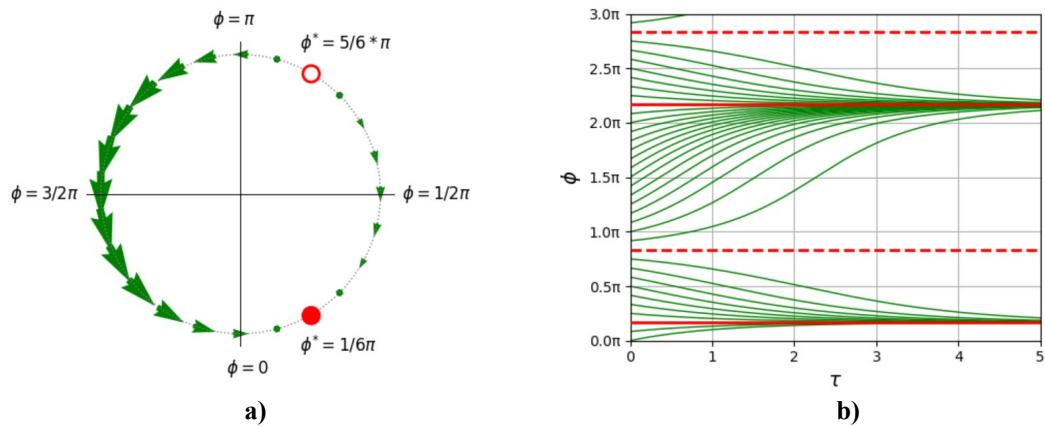 ϕ = π
ϕ* = 5/6 * π
ϕ = 3/2π
ϕ = 1/2π
ϕ* = 1/6π
ϕ = 0
a)
3.0π
2.5π
2.0π
1.5π
1.0π
0.5π
0.0π
ϕ
0 1 2 3 4 5
τ
b)